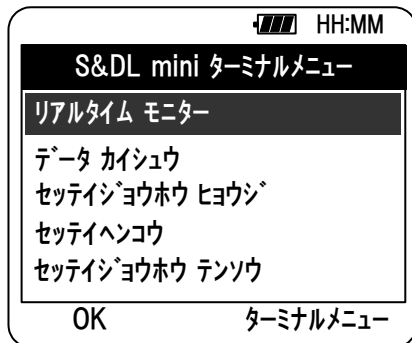 HH:MM
S&DL mini ﾀｰﾐﾅﾙﾒﾆｭｰ
ﾘｱﾙﾀｲﾑ ﾓﾆﾀｰ
ﾃﾞｰﾀ ｶｲｼｭｳ
ｾｯﾃｲｼﾞｮｳﾎｳ ﾋｮｳｼﾞ
ｾｯﾃｲﾍﾝｺｳ
ｾｯﾃｲｼﾞｮｳﾎｳ ﾃﾝｿｳ
OK ﾀｰﾐﾅﾙﾒﾆｭｰ